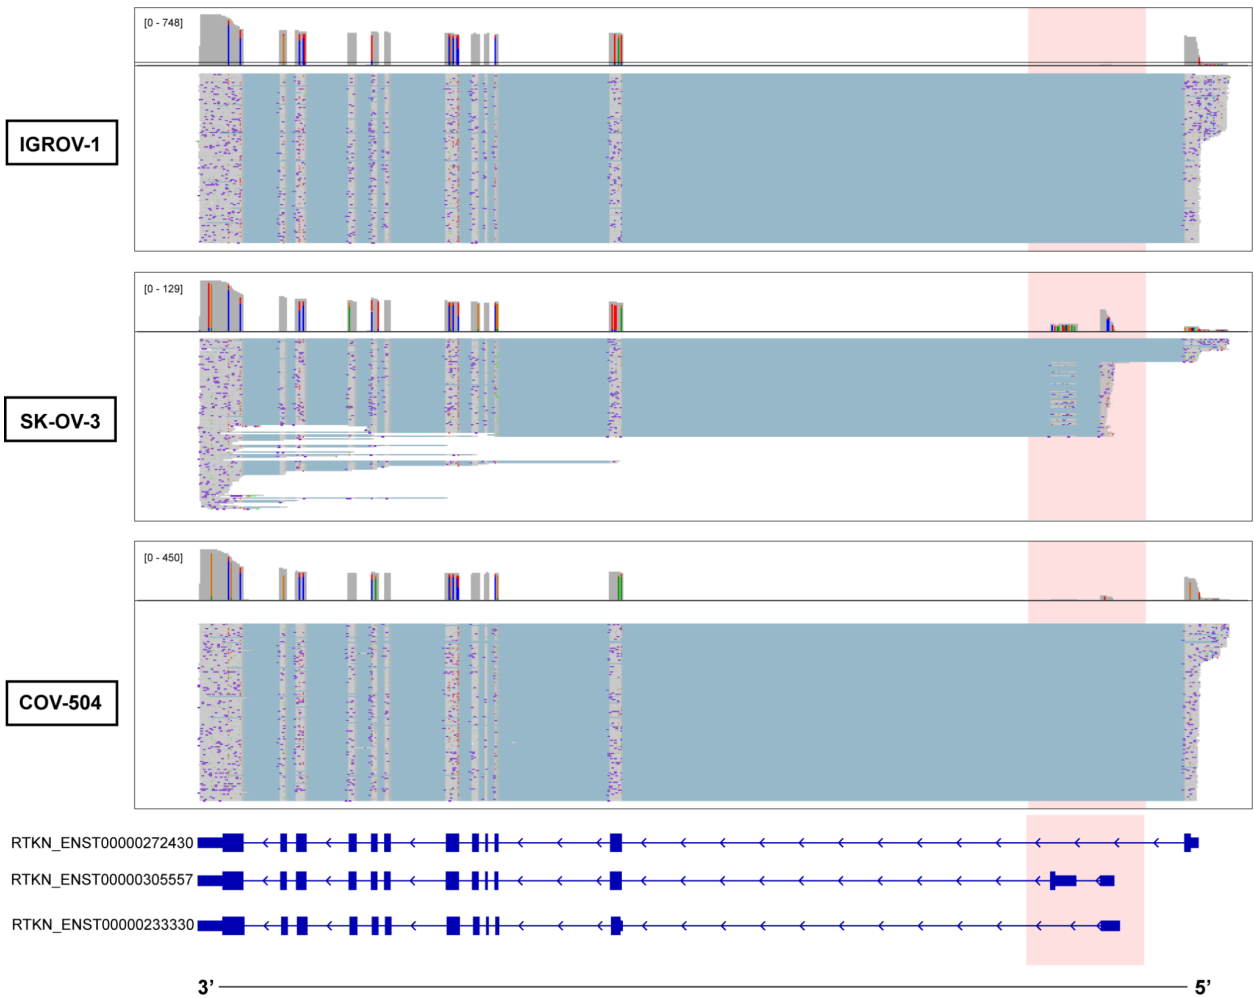 [0 - 748]
IGROV-1
[0 - 129]
SK-OV-3
[0 - 450]
COV-504
RTKN_ENST00000272430
RTKN_ENST00000305557
RTKN_ENST00000233330
3’ 5’